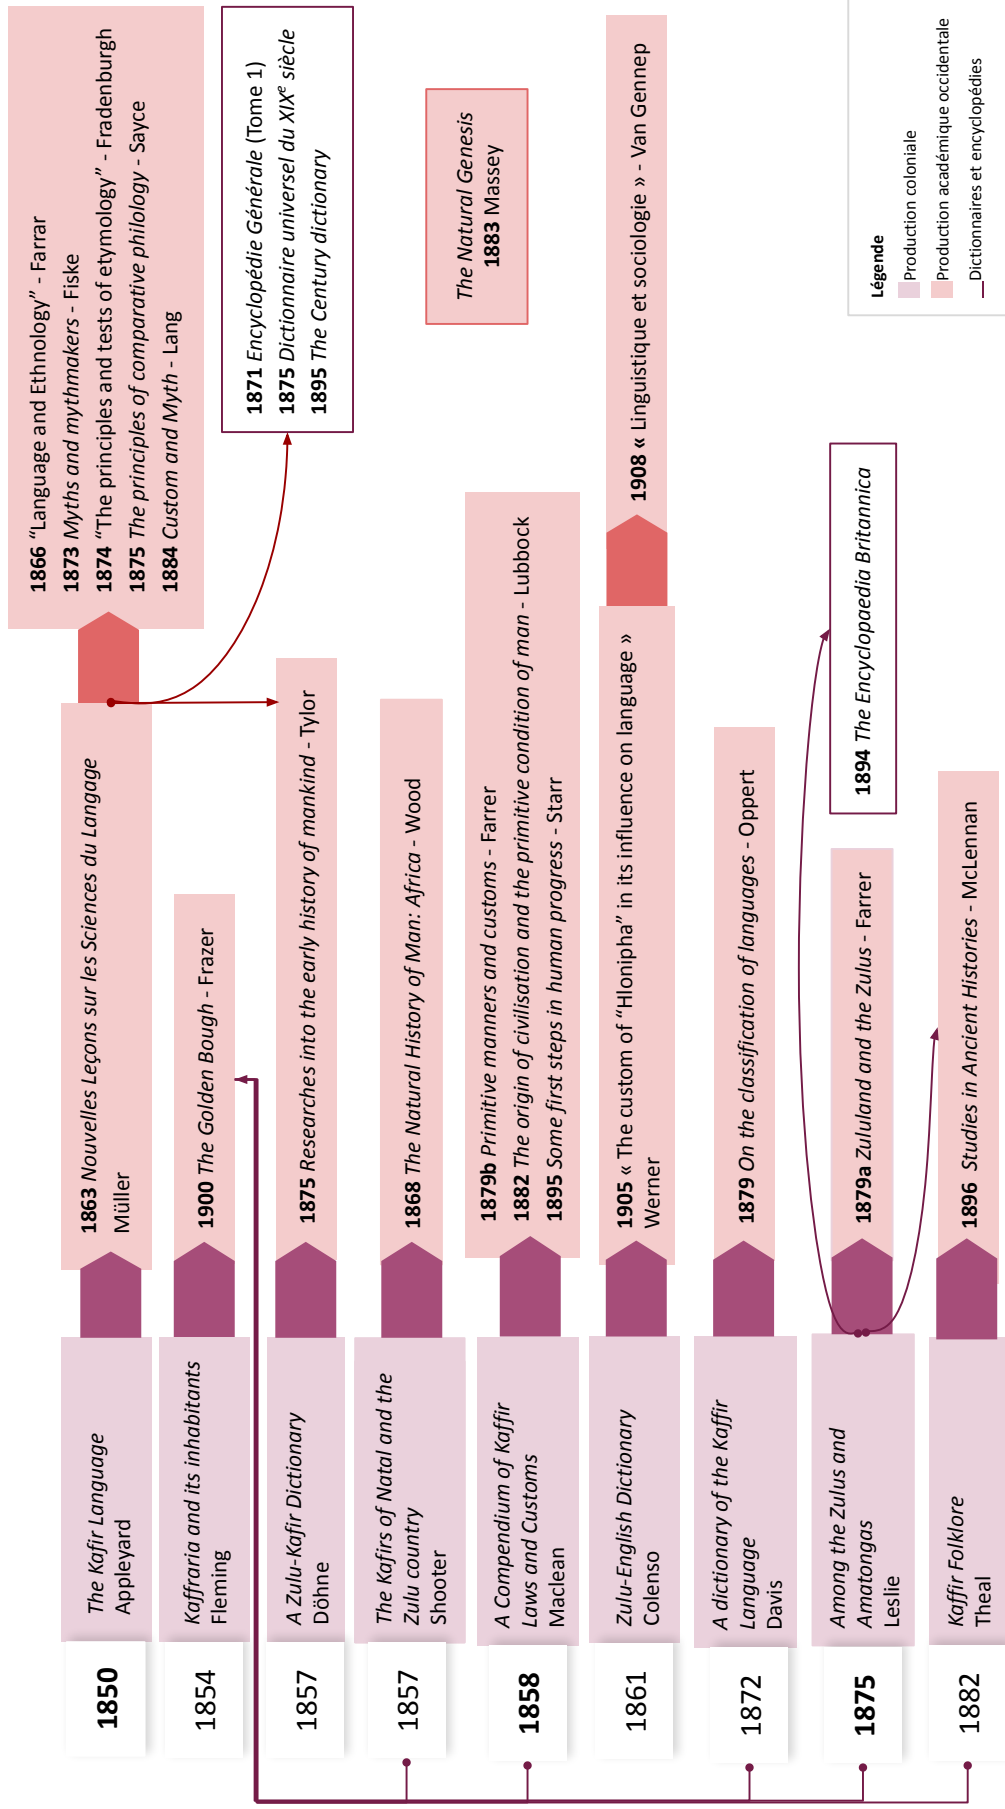 1850
The Kafir Language
Appleyard
1863 Nouvelles Leçons sur les Sciences du Langage
Müller
1866 “Language and Ethnology” - Farrar
1873 Myths and mythmakers - Fiske
1874 “The principles and tests of etymology” - Fradenburgh
1875 The principles of comparative philology - Sayce
1884 Custom and Myth - Lang
1854
Kaffraria and its inhabitants
Fleming
1900 The Golden Bough - Frazer
1871 Encyclopédie Générale (Tome 1)
1875 Dictionnaire universel du XIXe siècle
1895 The Century dictionary
1857
A Zulu-Kafir Dictionary
Döhne
1875 Researches into the early history of mankind - Tylor
1857
The Kafirs of Natal and the
Zulu country
Shooter
1868 The Natural History of Man: Africa - Wood
The Natural Genesis
1883 Massey
1858
A Compendium of Kaffir
Laws and Customs
Maclean
1879b Primitive manners and customs - Farrer
1882 The origin of civilisation and the primitive condition of man - Lubbock
1895 Some first steps in human progress - Starr
1861
Zulu-English Dictionary
Colenso
1905 « The custom of “Hlonipha” in its influence on language »
Werner
1908 « Linguistique et sociologie » - Van Gennep
1872
A dictionary of the Kaffir
Language
Davis
1879 On the classification of languages - Oppert
1875
Among the Zulus and
Amatongas
Leslie
1879a Zululand and the Zulus - Farrer
1894 The Encyclopaedia Britannica
1882
Kaffir Folklore
Theal
1896 Studies in Ancient Histories - McLennan
Légende
Production coloniale
Production académique occidentale
Dictionnaires et encyclopédies